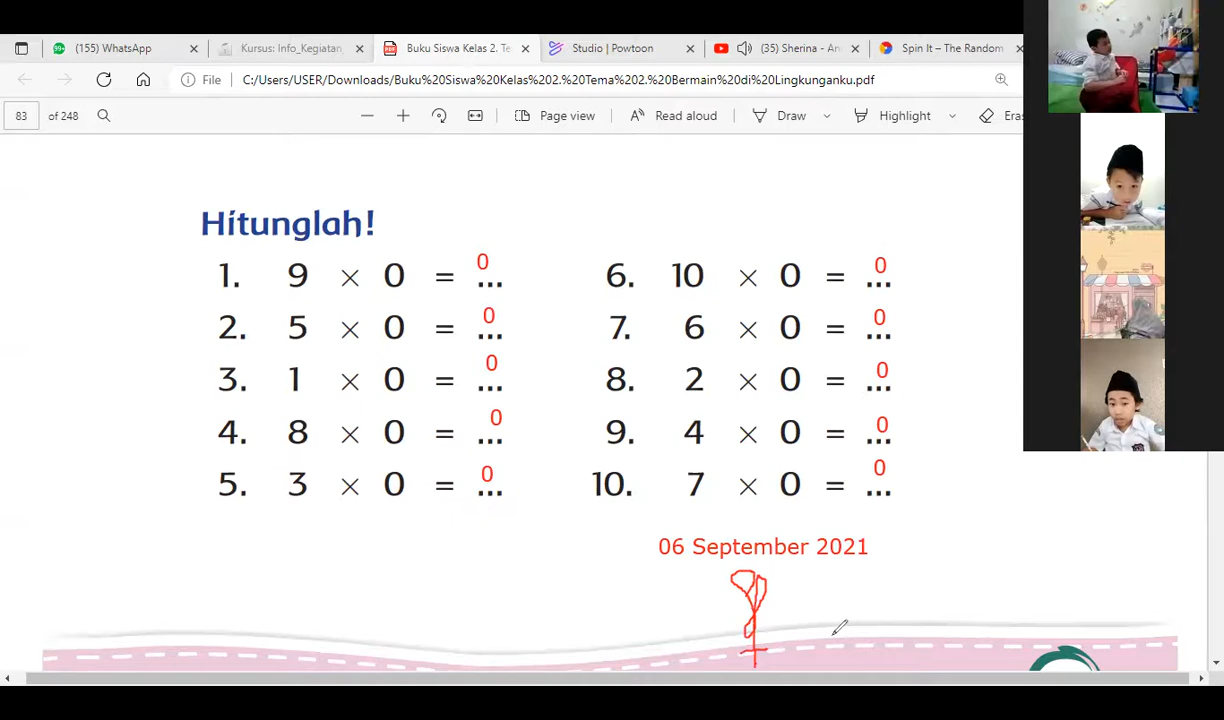 (155) WhatsApp
Kursus: Info_Kegiatan
Buku Siswa Kelas 2. Te
Studio | Powtoon
(35) Sherina - An
Spin It – The Random
File
C:/Users/USER/Downloads/Buku%20Siswa%20Kelas%202.%20Tema%202.%20Bermain%20di%20Lingkunganku.pdf
83 of 248
Page view
Read aloud
Draw
Highlight
Eras
Hitunglah!
1. 9 × 0 = ... 0
2. 5 × 0 = ... 0
3. 1 × 0 = ... 0
4. 8 × 0 = ... 0
5. 3 × 0 = ... 0
6. 10 × 0 = ... 0
7. 6 × 0 = ... 0
8. 2 × 0 = ... 0
9. 4 × 0 = ... 0
10. 7 × 0 = ... 0
06 September 2021